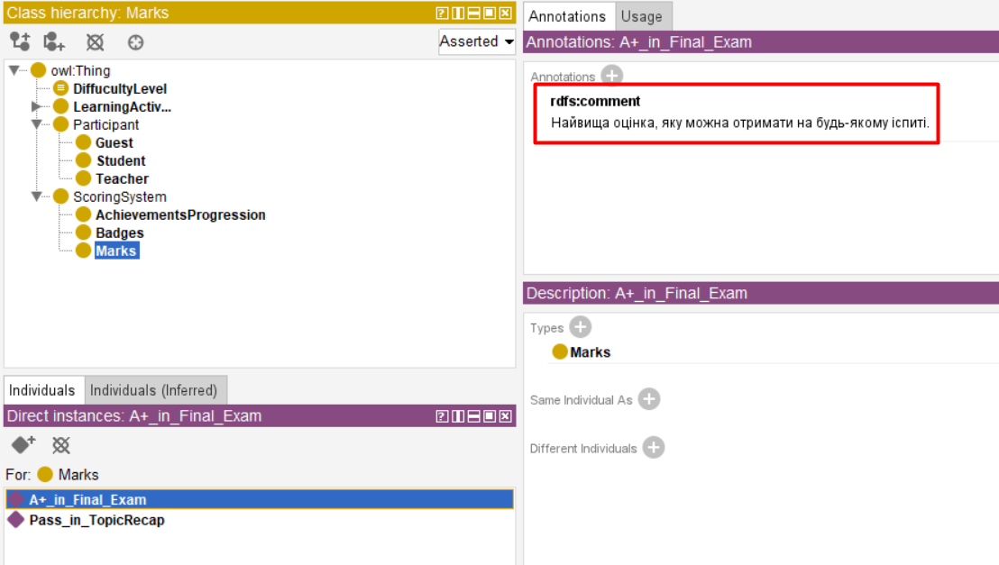 Class hierarchy: Marks
Asserted
owl:Thing
DiffucultyLevel
LearningActiv...
Participant
Guest
Student
Teacher
ScoringSystem
AchievementsProgression
Badges
Marks
Individuals
Individuals (Inferred)
Direct instances: A+_in_Final_Exam
For: Marks
A+_in_Final_Exam
Pass_in_TopicRecap
Annotations
Usage
Annotations: A+_in_Final_Exam
Annotations
rdfs:comment
Найвища оцінка, яку можна отримати на будь-якому іспиті.
Description: A+_in_Final_Exam
Types
Marks
Same Individual As
Different Individuals